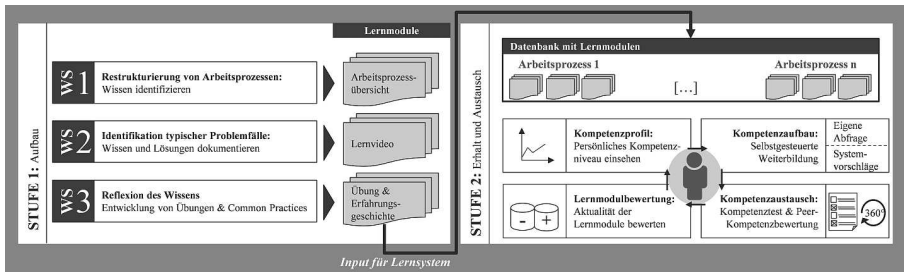 STUFE 1: Aufbau
Lernmodule
WS 1
Restrukturierung von Arbeitsprozessen:
Wissen identifizieren
Arbeitsprozess-
übersicht
WS 2
Identifikation typischer Problemfälle:
Wissen und Lösungen dokumentieren
Lernvideo
WS 3
Reflexion des Wissens
Entwicklung von Übungen & Common Practices
Übung &
Erfahrungs-
geschichte
Input für Lernsystem
STUFE 2: Erhalt und Austausch
Datenbank mit Lernmodulen
Arbeitsprozess 1
[...]
Arbeitsprozess n
Kompetenzprofil:
Persönliches Kompetenz-
niveau einsehen
Kompetenzaufbau:
Selbstgesteuerte
Weiterbildung
Eigene
Abfrage
System-
vorschläge
Lernmodulbewertung:
Aktualität der
Lernmodule bewerten
- +
Kompetenzaustausch:
Kompetenztest & Peer-
Kompetenzbewertung
360°